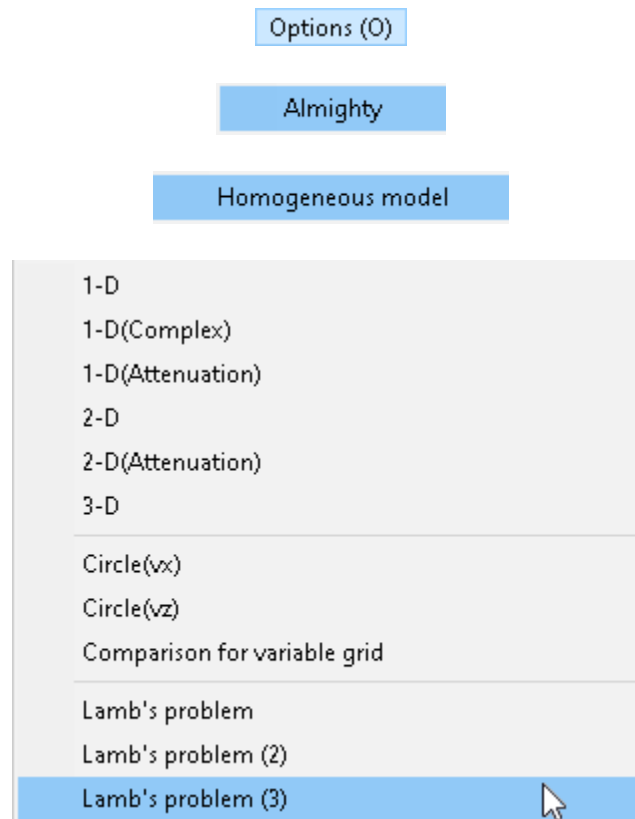 Options (O)
Almighty
Homogeneous model
1-D
1-D(Complex)
1-D(Attenuation)
2-D
2-D(Attenuation)
3-D
Circle(vx)
Circle(vz)
Comparison for variable grid
Lamb's problem
Lamb's problem (2)
Lamb's problem (3)